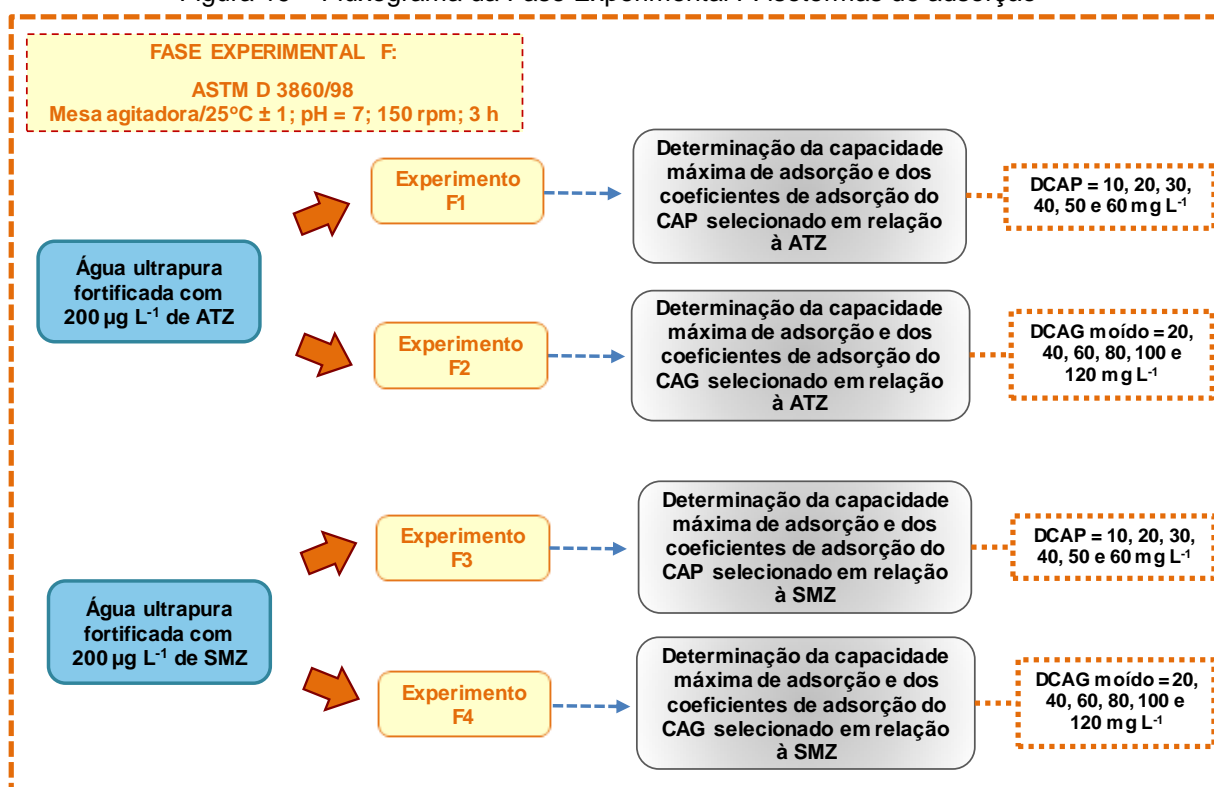 FASE EXPERIMENTAL F:
ASTM D 3860/98
Mesa agitadora/25ºC ± 1; pH = 7; 150 rpm; 3 h
Água ultrapura
fortificada com
200 µg L-1 de ATZ
Experimento
F1
Determinação da capacidade
máxima de adsorção e dos
coeficientes de adsorção do
CAP selecionado em relação
à ATZ
DCAP = 10, 20, 30,
40, 50 e 60 mg L-1
Experimento
F2
Determinação da capacidade
máxima de adsorção e dos
coeficientes de adsorção do
CAG selecionado em relação
à ATZ
DCAG moído = 20,
40, 60, 80, 100 e
120 mg L-1
Água ultrapura
fortificada com
200 µg L-1 de SMZ
Experimento
F3
Determinação da capacidade
máxima de adsorção e dos
coeficientes de adsorção do
CAP selecionado em relação
à SMZ
DCAP = 10, 20, 30,
40, 50 e 60 mg L-1
Experimento
F4
Determinação da capacidade
máxima de adsorção e dos
coeficientes de adsorção do
CAG selecionado em relação
à SMZ
DCAG moído = 20,
40, 60, 80, 100 e
120 mg L-1